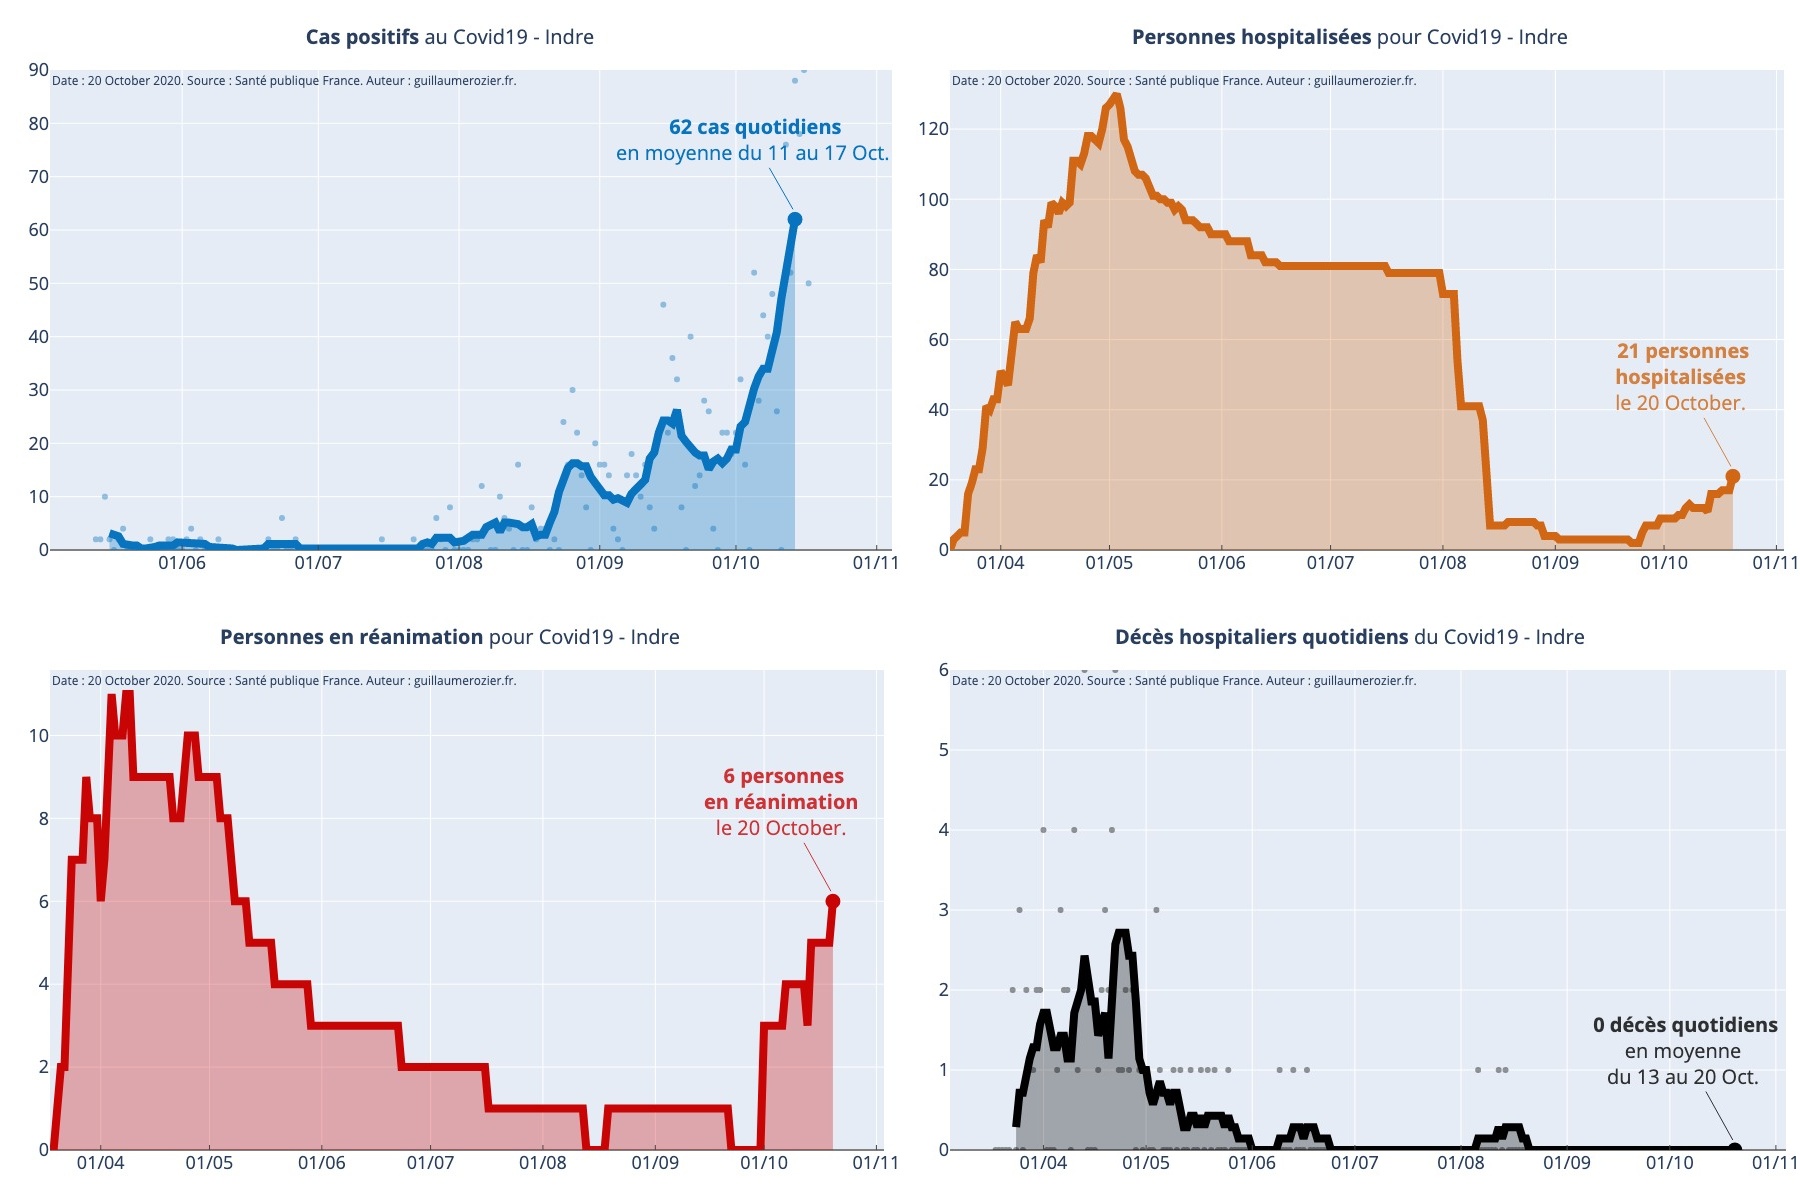 Cas positifs au Covid19 - Indre
Date : 20 October 2020. Source : Santé publique France. Auteur : guillaumerozier.fr.
90
80
70
60
50
40
30
20
10
0
62 cas quotidiens
en moyenne du 11 au 17 Oct.
01/06 01/07 01/08 01/09 01/10 01/11
Personnes hospitalisées pour Covid19 - Indre
Date : 20 October 2020. Source : Santé publique France. Auteur : guillaumerozier.fr.
120
100
80
60
40
20
0
21 personnes
hospitalisées
le 20 October.
01/04 01/05 01/06 01/07 01/08 01/09 01/10 01/11
Personnes en réanimation pour Covid19 - Indre
Date : 20 October 2020. Source : Santé publique France. Auteur : guillaumerozier.fr.
10
8
6
4
2
0
6 personnes
en réanimation
le 20 October.
01/04 01/05 01/06 01/07 01/08 01/09 01/10 01/11
Décès hospitaliers quotidiens du Covid19 - Indre
Date : 20 October 2020. Source : Santé publique France. Auteur : guillaumerozier.fr.
6
5
4
3
2
1
0
0 décès quotidiens
en moyenne
du 13 au 20 Oct.
01/04 01/05 01/06 01/07 01/08 01/09 01/10 01/11